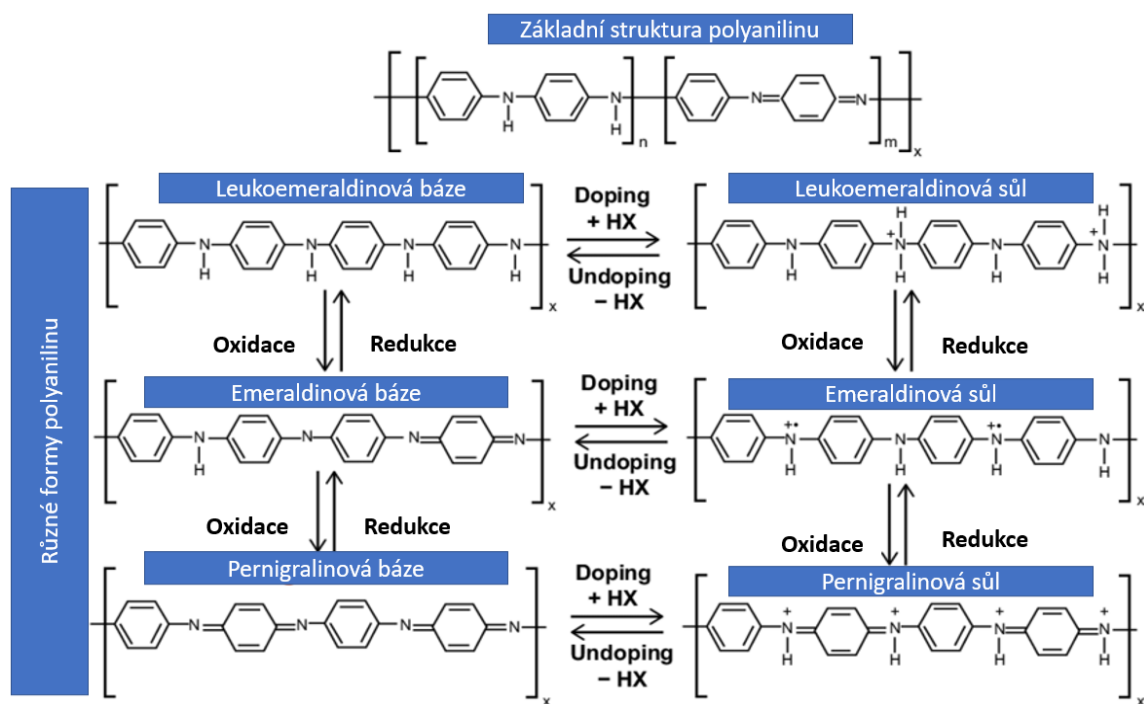 Základní struktura polyanilinu
N
H
N
H
n
N
N
m
x
Různé formy polyanilinu
Leukoemeraldinová báze
N
H
N
H
N
H
N
H
x
Doping
+ HX
Undoping
– HX
Leukoemeraldinová sůl
N
H
H
+
N
H
N
H
H
+
N
H
x
Oxidace
Redukce
Oxidace
Redukce
Emeraldinová báze
N
H
N
N
N
x
Doping
+ HX
Undoping
– HX
Emeraldinová sůl
+•
N
H
N
H
+•
N
H
N
H
x
Oxidace
Redukce
Oxidace
Redukce
Pernigralinová báze
N
N
N
N
x
Doping
+ HX
Undoping
– HX
Pernigralinová sůl
+
N
H
+
N
H
+
N
H
+
N
H
x